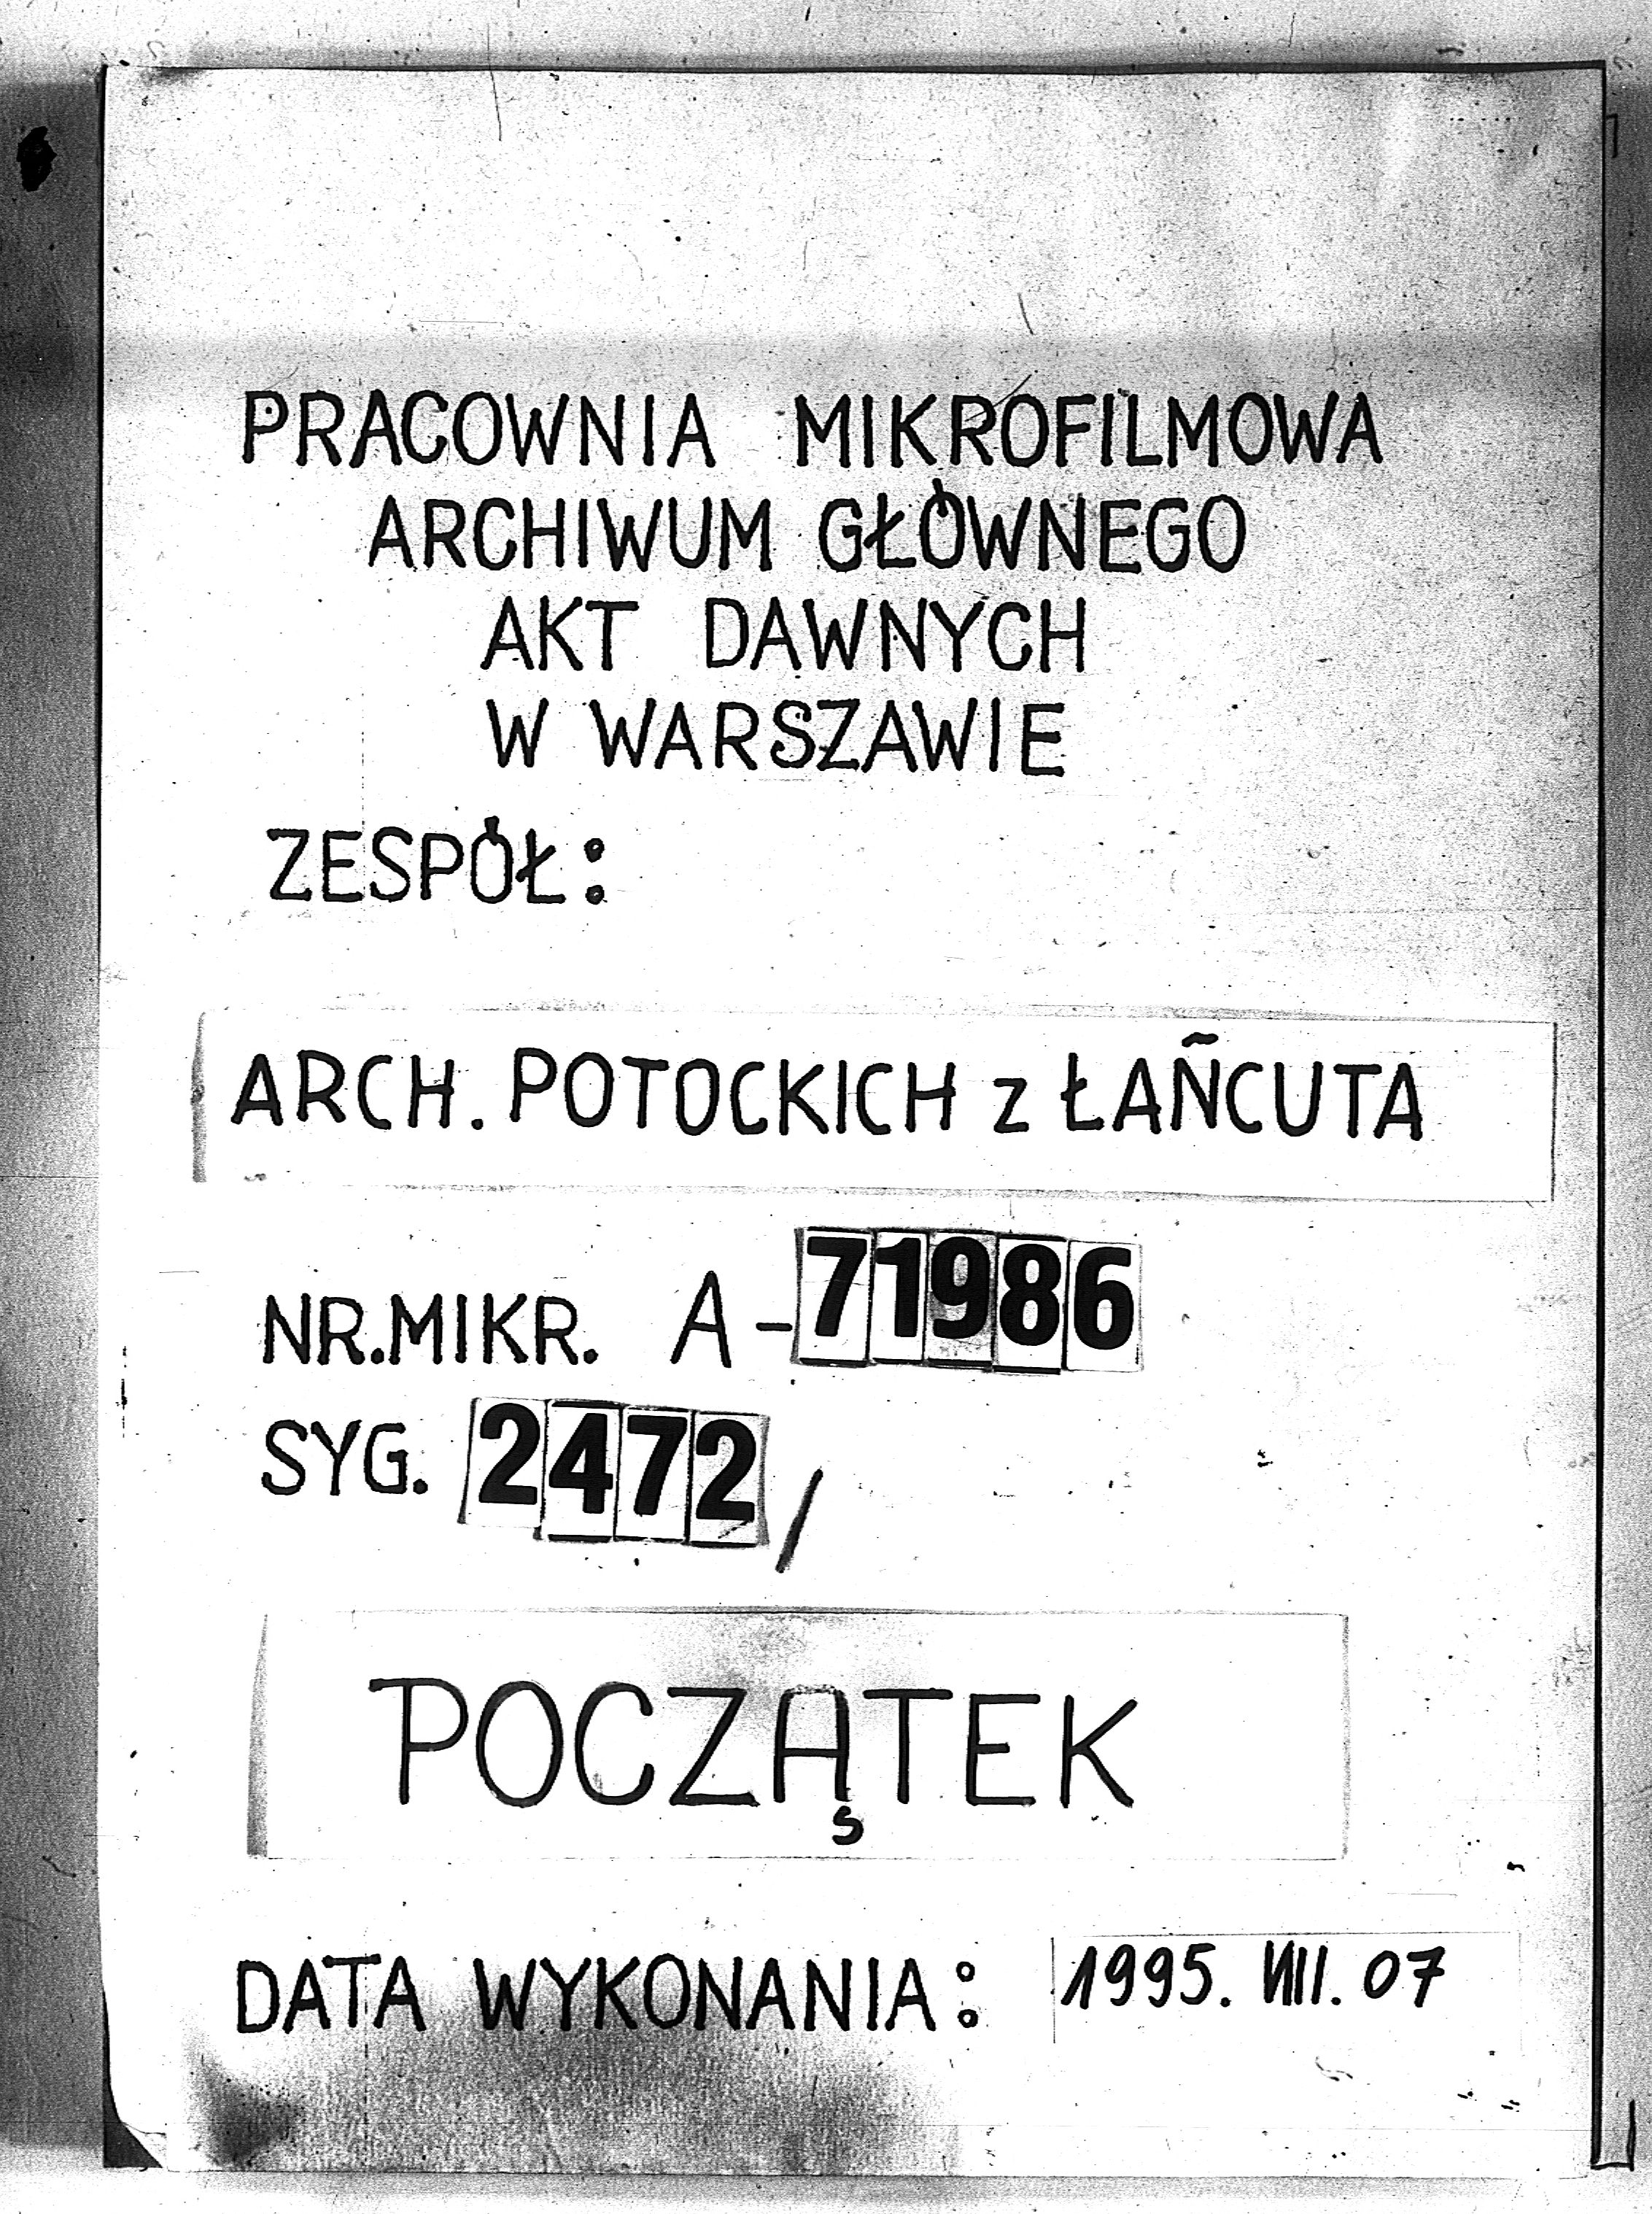 PRACOWNIA MIKROFILMOWA
ARCHIWUM GŁÓWNEGO
AKT DAWNYCH
W WARSZAWIE
ZESPÓŁ:
ARCH. POTOCKICH z ŁAŃCUTA
NR.MIKR. A-71986
SYG. 2472/
POCZĄTEK
DATA WYKONANIA: 1995. VIII. 07